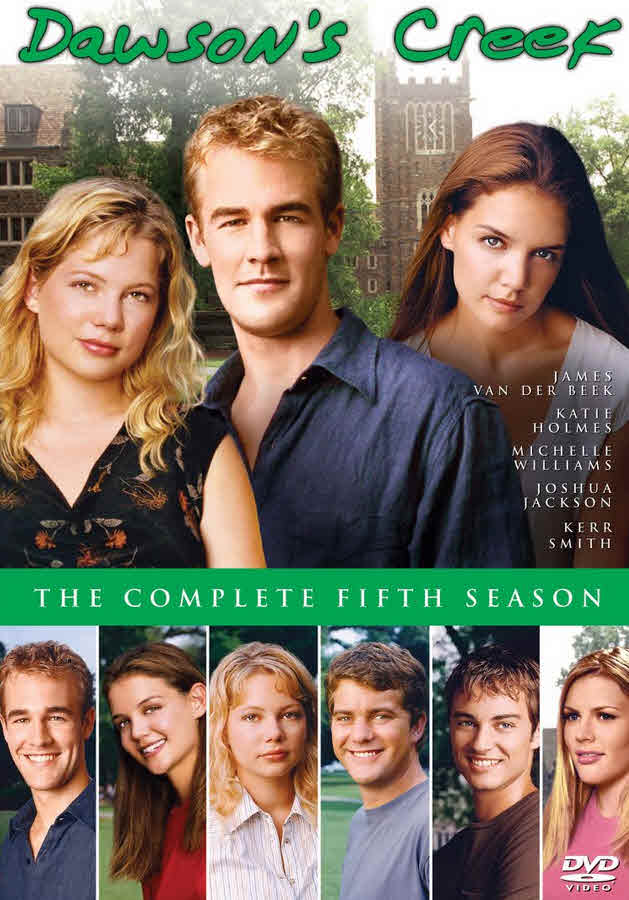 Dawson's Creek
JAMES
VAN DER BEEK
KATIE
HOLMES
MICHELLE
WILLIAMS
JOSHUA
JACKSON
KERR
SMITH
THE COMPLETE FIFTH SEASON
DVD
VIDEO